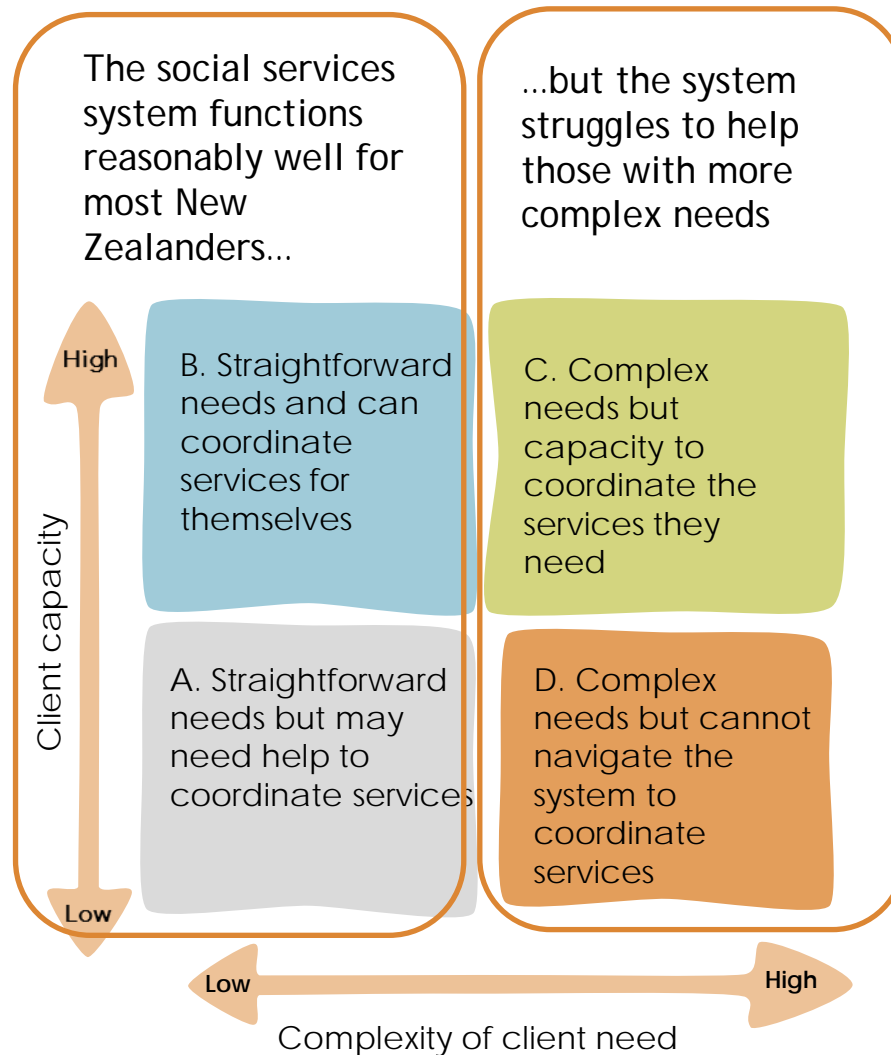 The social services
system functions
reasonably well for
most New
Zealanders...
...but the system
struggles to help
those with more
complex needs
High
B. Straightforward
needs and can
coordinate
services for
themselves
C. Complex
needs but
capacity to
coordinate the
services they
need
Client capacity
A. Straightforward
needs but may
need help to
coordinate services
D. Complex
needs but cannot
navigate the
system to
coordinate
services
Low
Low
High
Complexity of client need